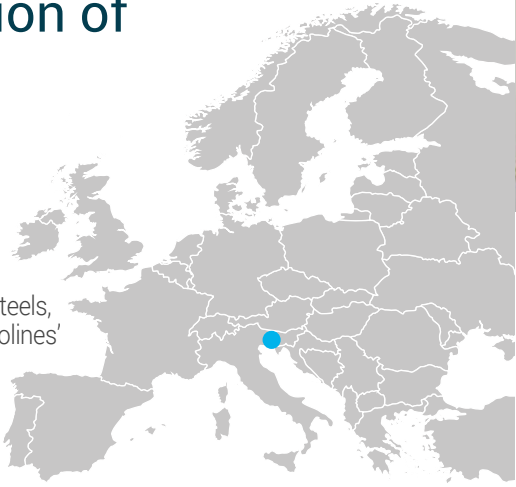 ion of
teels,
olines’